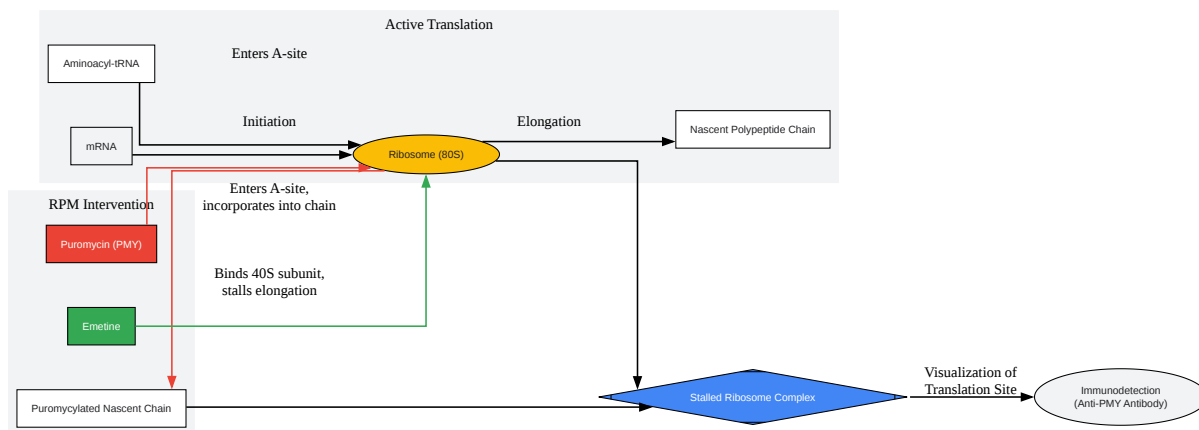 Active Translation
Enters A-site
Aminoacyl-tRNA
Initiation
Elongation
Nascent Polypeptide Chain
mRNA
Ribosome (80S)
RPM Intervention
Enters A-site,
incorporates into chain
Puromycin (PMY)
Binds 40S subunit,
stalls elongation
Emetine
Puromycylated Nascent Chain
Stalled Ribosome Complex
Visualization of
Translation Site
Immunodetection
(Anti-PMY Antibody)